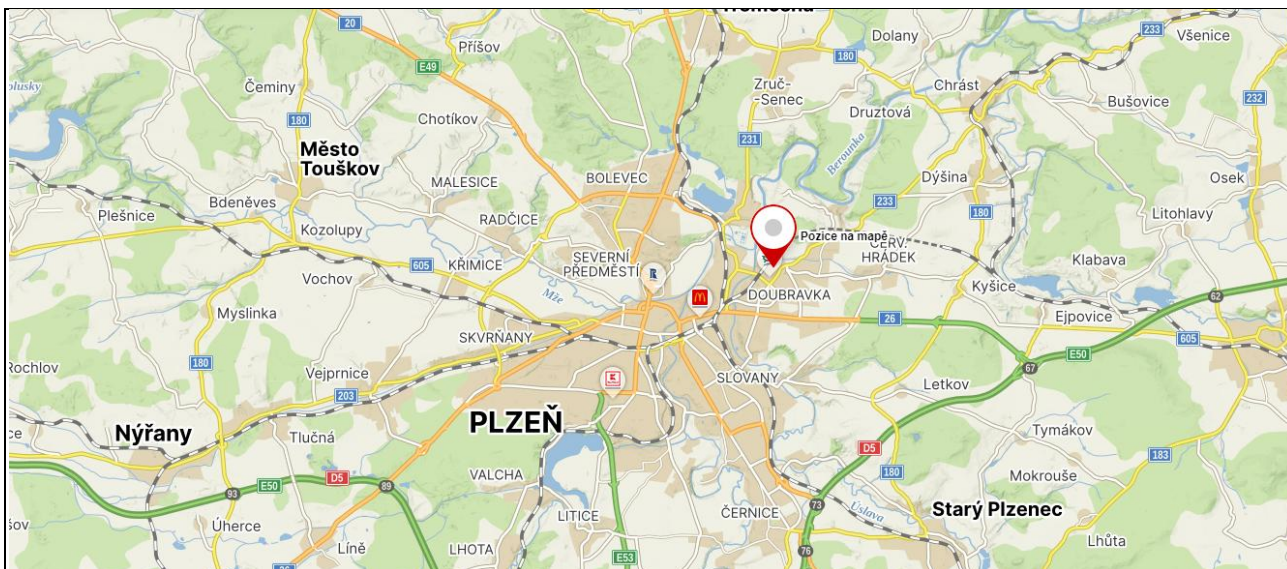 20
E49
Příšov
180
Dolany
233
Všenice
Čeminy
Zruč-
-Senec
Chrást
232
Bušovice
Chotíkov
Druztová
180
231
Berounka
Město
Touškov
BOLEVEC
MALESICE
Dýšina
Osek
Bdeněves
233
Plešnice
RADČICE
180
Litohlavy
Kozolupy
Pozice na mapě
ČERV.
HRÁDEK
605
KŘIMICE
SEVERNÍ
PŘEDMĚSTÍ
Klabava
Vochov
Mže
Kyšice
DOUBRAVKA
62
Myslinka
26
Ejpovice
SKVRŇANY
605
E50
180
Rochlov
67
Vejprnice
SLOVANY
Letkov
203
PLZEŇ
Nýřany
Tlučná
Tymákov
D5
183
VALCHA
180
Mokrouše
E50
D5
89
93
73
Starý Plzenec
LITICE
ČERNICE
Úslava
Úherce
Líně
LHOTA
E53
76
Lhůta
26